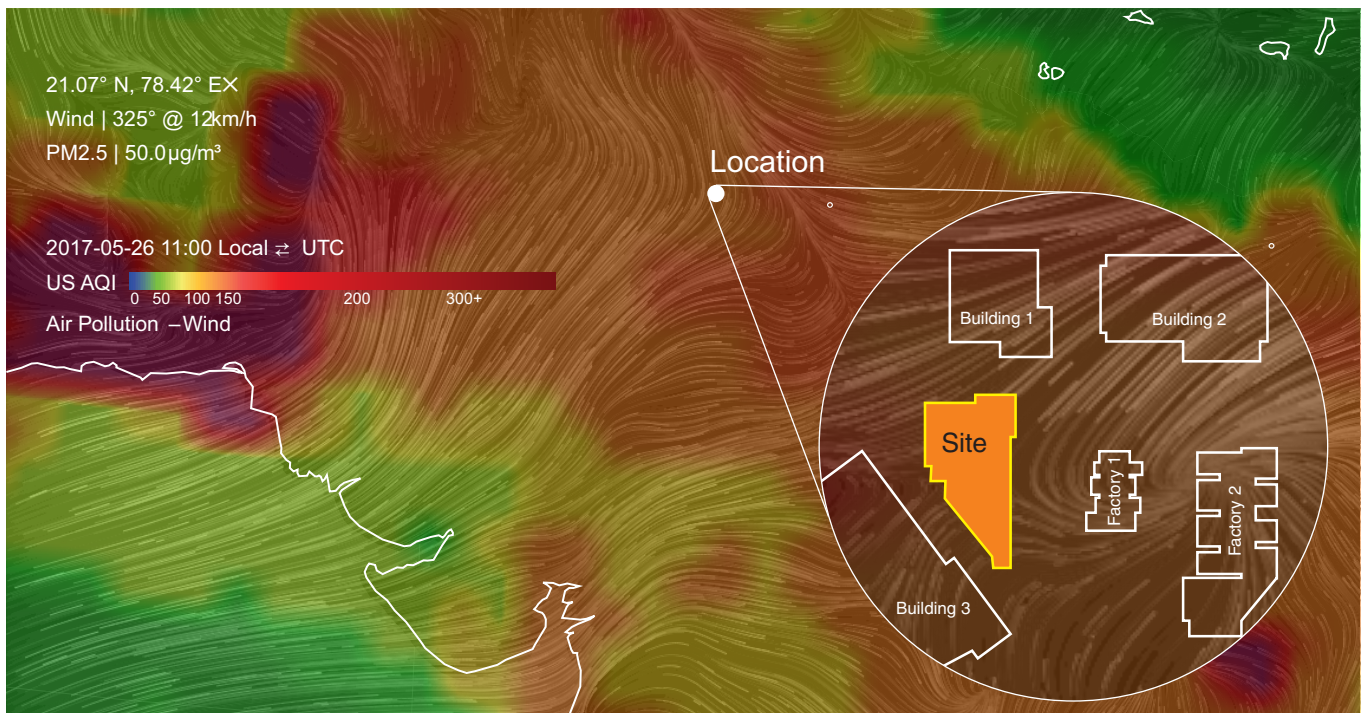 21.07° N, 78.42° E✕
Wind | 325° @ 12km/h
PM2.5 | 50.0µg/m³
Location
2017-05-26 11:00 Local ⇄ UTC
US AQI
0 50 100 150 200 300+
Air Pollution –Wind
Building 1
Building 2
Site
Factory 1
Factory 2
Building 3